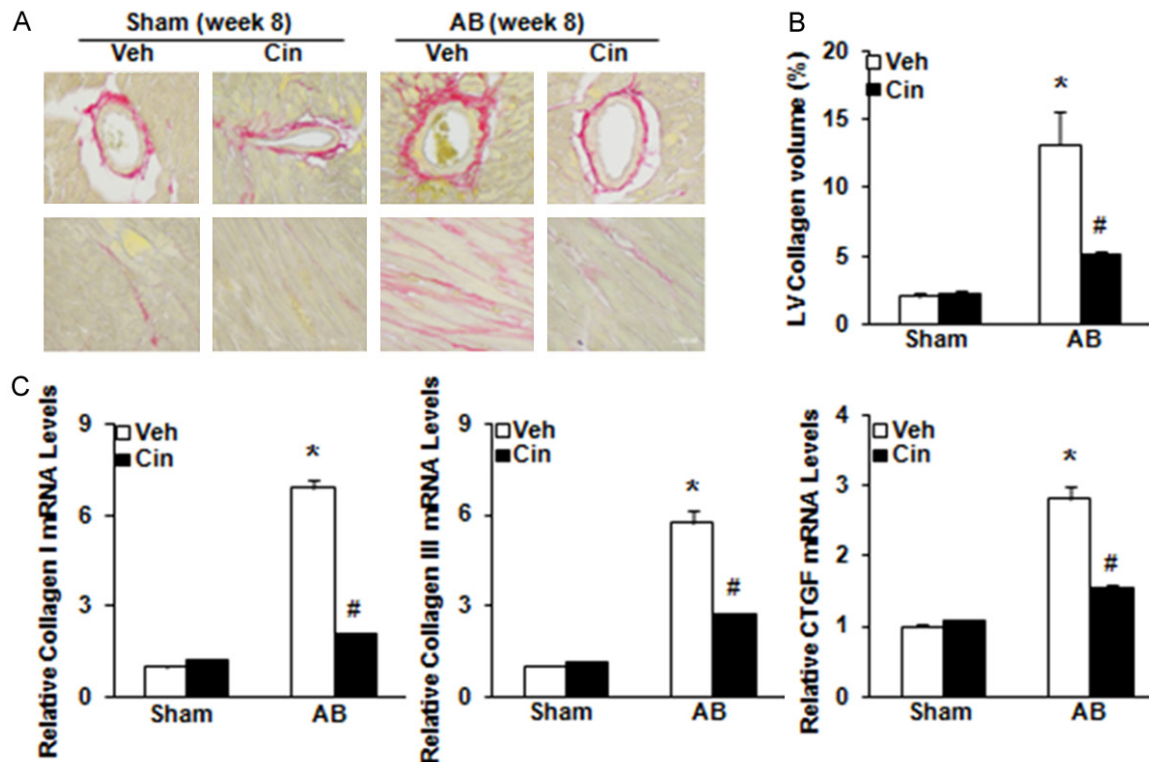 A
Sham (week 8)
AB (week 8)
Veh
Cin
Veh
Cin
B
LV Collagen volume (%)
20
15
10
5
0
Veh
Cin
*
#
Sham
AB
C
Relative Collagen I mRNA Levels
9
6
3
0
Veh
Cin
*
#
Sham
AB
Relative Collagen III mRNA Levels
9
6
3
0
Veh
Cin
*
#
Sham
AB
Relative CTGF mRNA Levels
4
3
2
1
0
Veh
Cin
*
#
Sham
AB